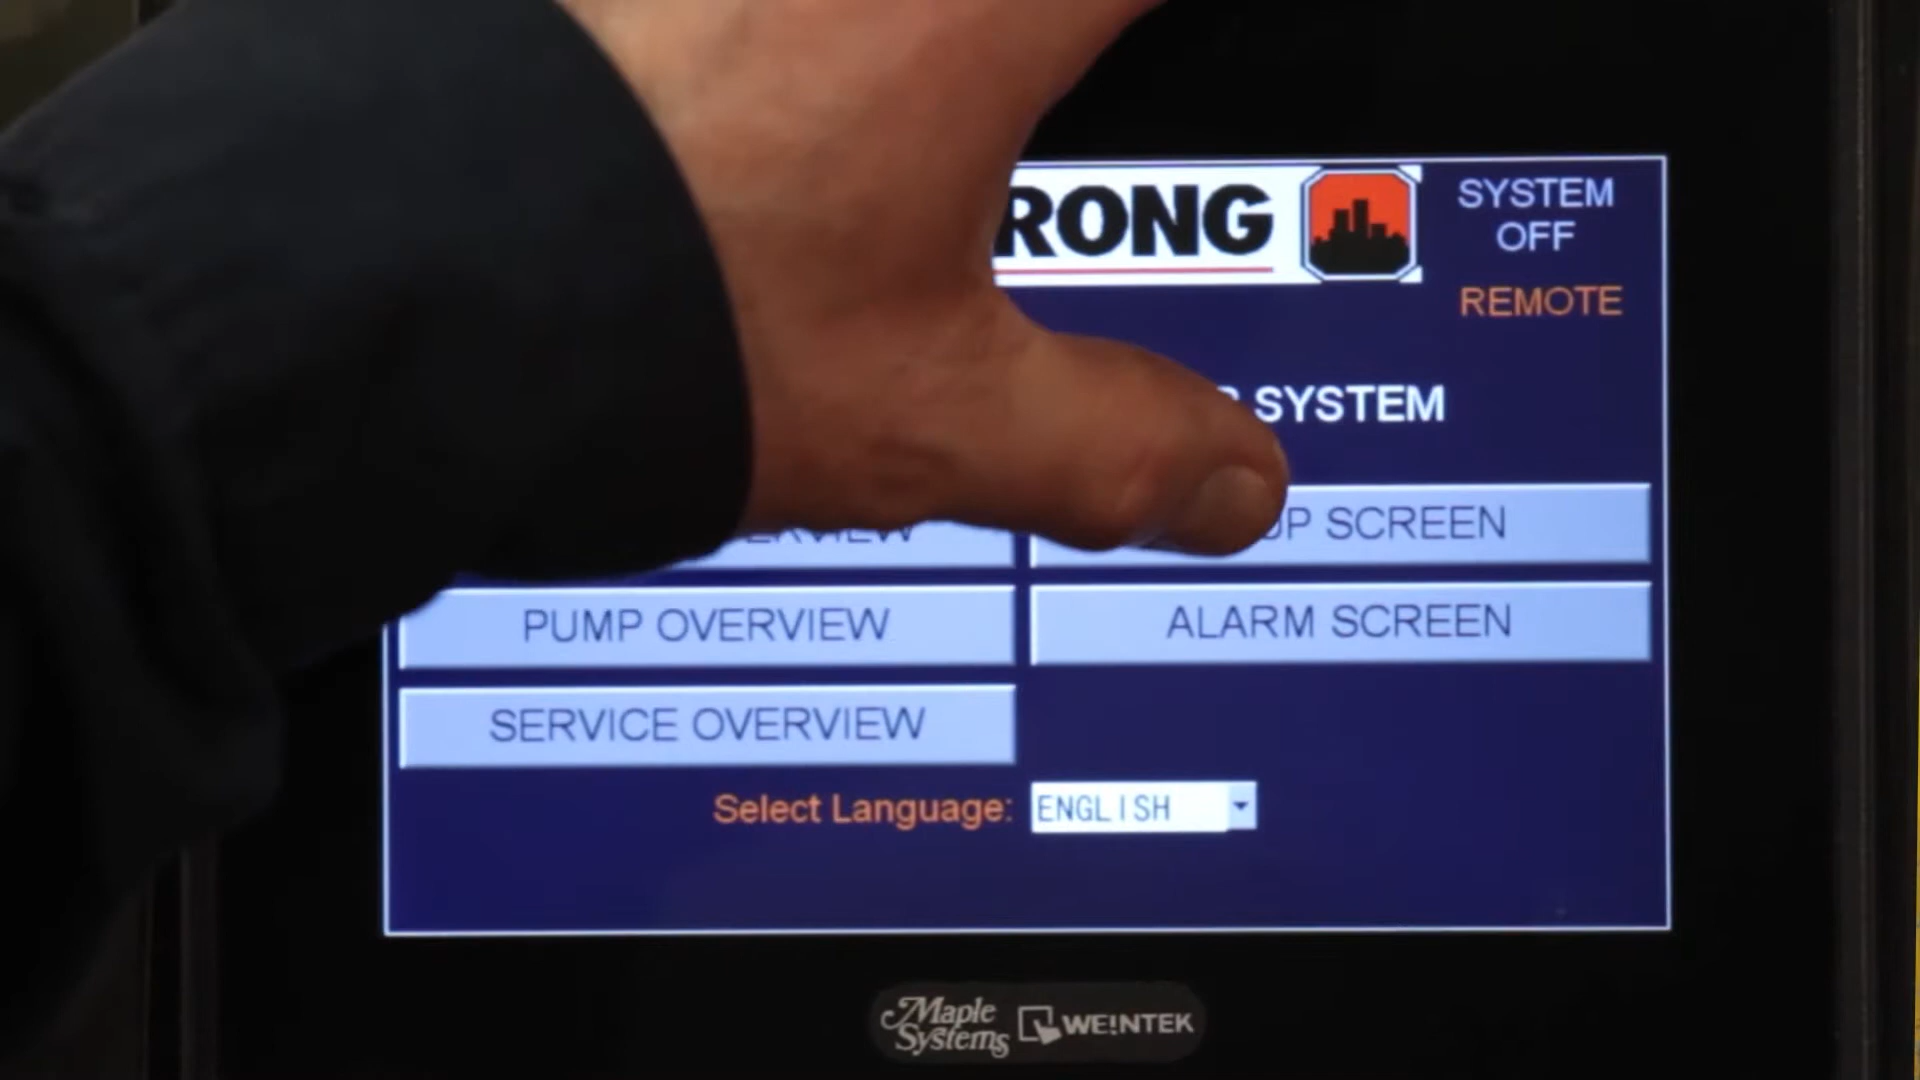 RONG
SYSTEM
OFF
REMOTE
SYSTEM
UP SCREEN
PUMP OVERVIEW
ALARM SCREEN
SERVICE OVERVIEW
Select Language:
ENGLISH
Maple
Systems
WE!NTEK